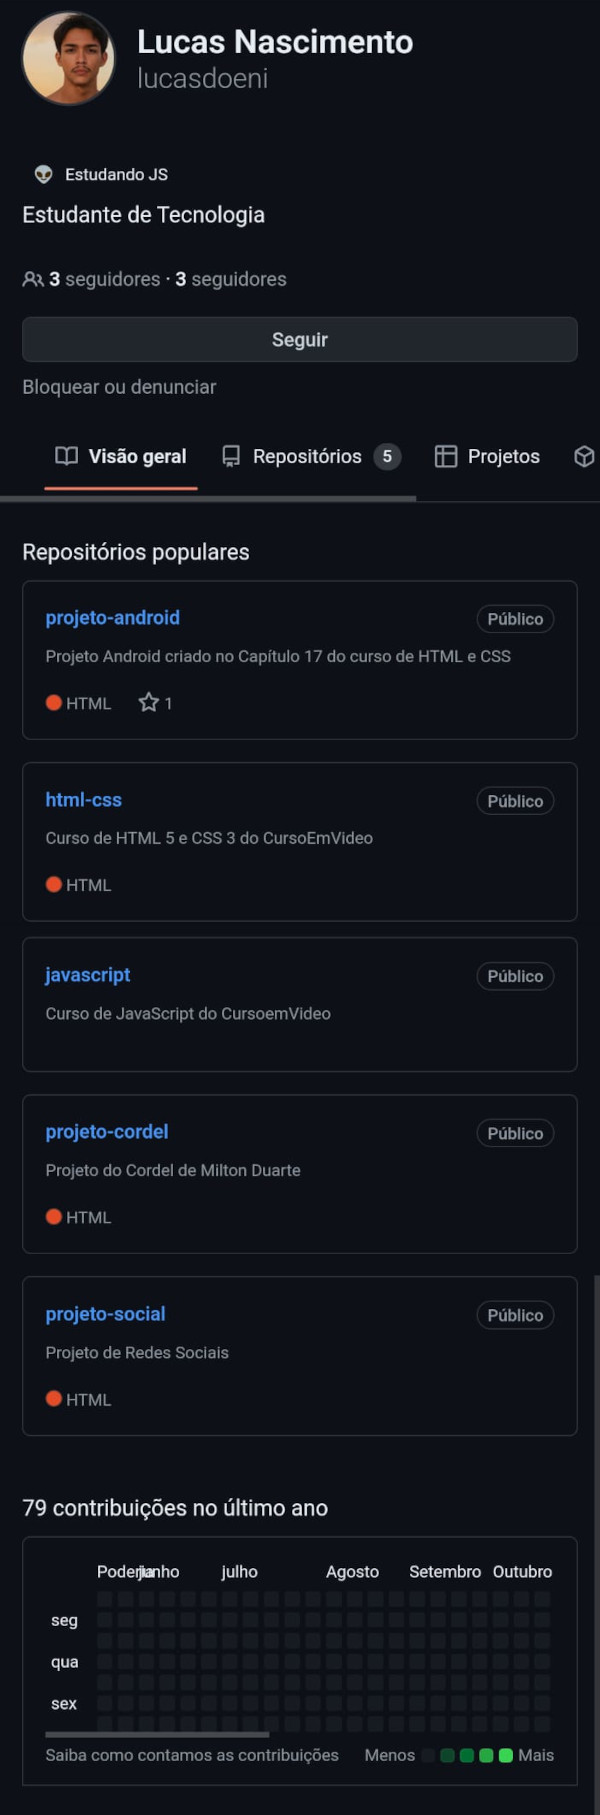 Lucas Nascimento
lucasdoeni
Estudando JS
Estudante de Tecnologia
3 seguidores · 3 seguidores
Seguir
Bloquear ou denunciar
Visão geral Repositórios 5 Projetos
Repositórios populares
projeto-android Público
Projeto Android criado no Capítulo 17 do curso de HTML e CSS
HTML 1
html-css Público
Curso de HTML 5 e CSS 3 do CursoEmVideo
HTML
javascript Público
Curso de JavaScript do CursoemVideo
projeto-cordel Público
Projeto do Cordel de Milton Duarte
HTML
projeto-social Público
Projeto de Redes Sociais
HTML
79 contribuições no último ano
Poderia junho julho Agosto Setembro Outubro
seg
qua
sex
Saiba como contamos as contribuições Menos Mais